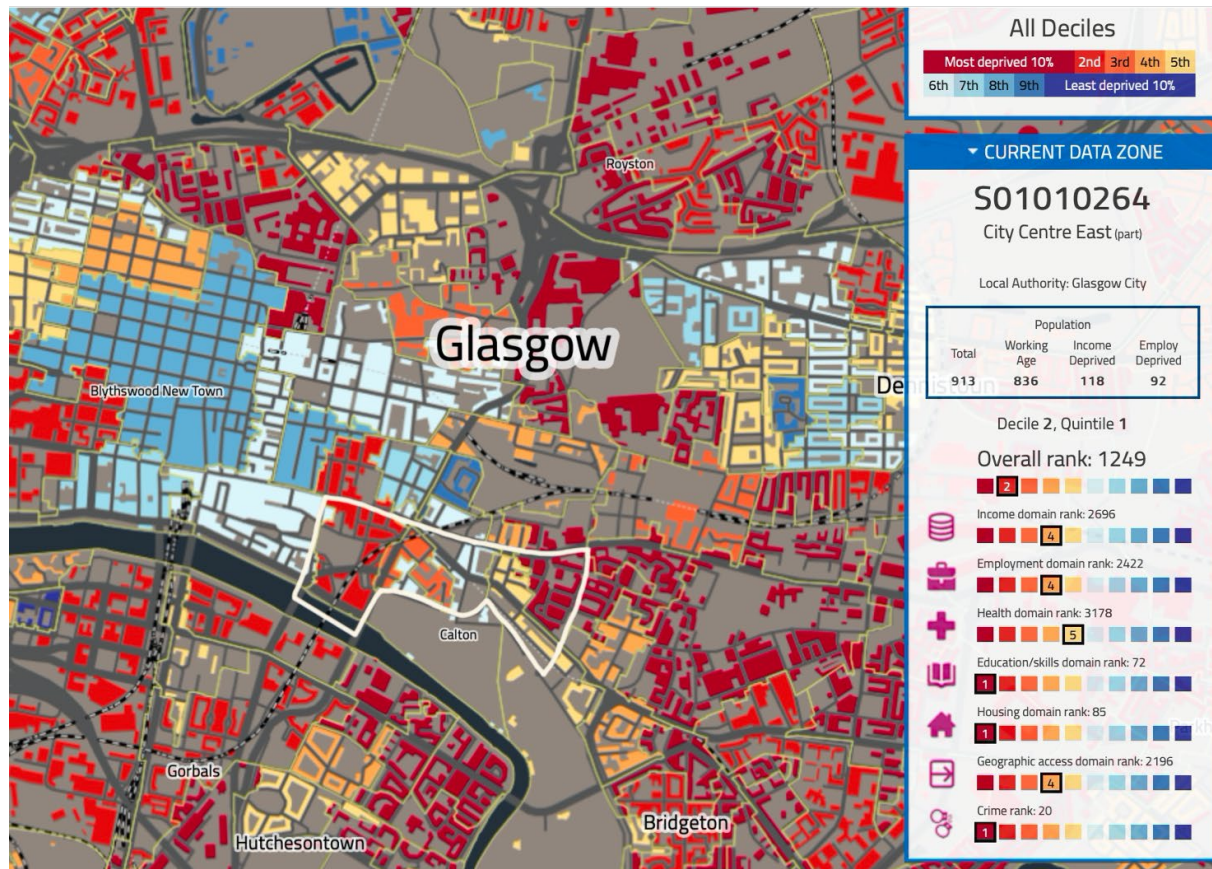 All Deciles
Most deprived 10% 2nd 3rd 4th 5th
6th 7th 8th 9th Least deprived 10%
CURRENT DATA ZONE
S01010264
City Centre East (part)
Local Authority: Glasgow City
Population
Total Working Age Income Deprived Employ Deprived
913 836 118 92
Decile 2, Quintile 1
Overall rank: 1249
2
Income domain rank: 2696
4
Employment domain rank: 2422
4
Health domain rank: 3178
5
Education/skills domain rank: 72
1
Housing domain rank: 85
1
Geographic access domain rank: 2196
4
Crime rank: 20
1
Royston
Glasgow
Blythswood New Town
Dennistoun
Calton
Gorbals
Hutchesontown
Bridgeton